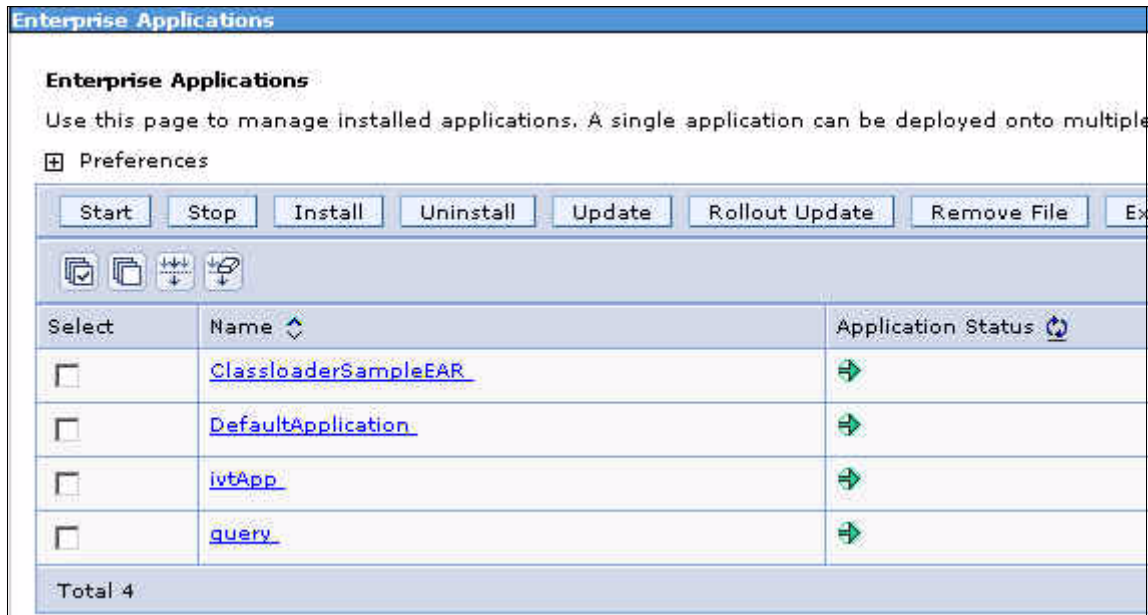 Enterprise Applications
Enterprise Applications
Use this page to manage installed applications. A single application can be deployed onto multiple
Preferences
Start Stop Install Uninstall Update Rollout Update Remove File Ex
Select Name Application Status
ClassloaderSampleEAR
DefaultApplication
ivtApp
query
Total 4